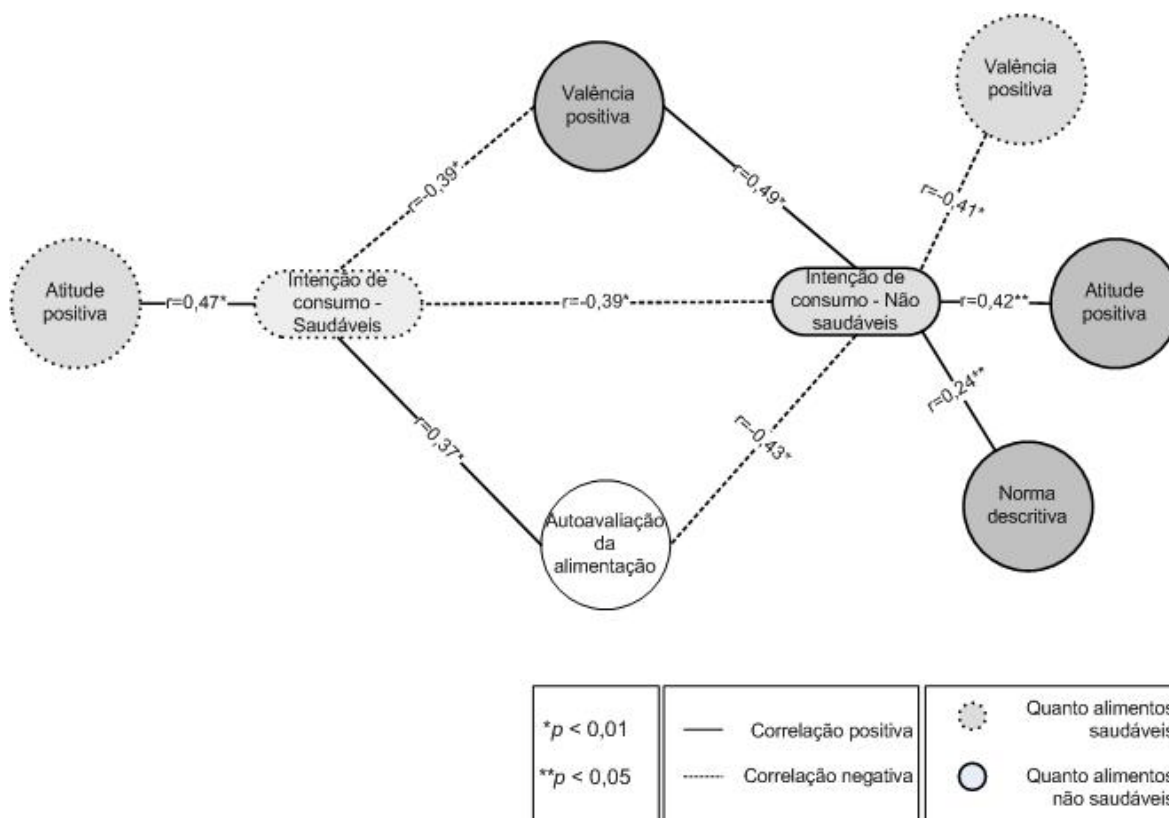 Valência
positiva
Valência
positiva
r=-0,39*
r=0,49*
r=-0,41*
Atitude
positiva
r=0,47*
Intenção de
consumo -
Saudáveis
r=-0,39*
Intenção de
consumo - Não
saudáveis
r=0,42**
Atitude
positiva
r=0,37*
r=-0,43*
r=0,24**
Autoavaliação
da
alimentação
Norma
descritiva
*p < 0,01
**p < 0,05
Correlação positiva
Correlação negativa
Quanto alimentos
saudáveis
Quanto alimentos
não saudáveis